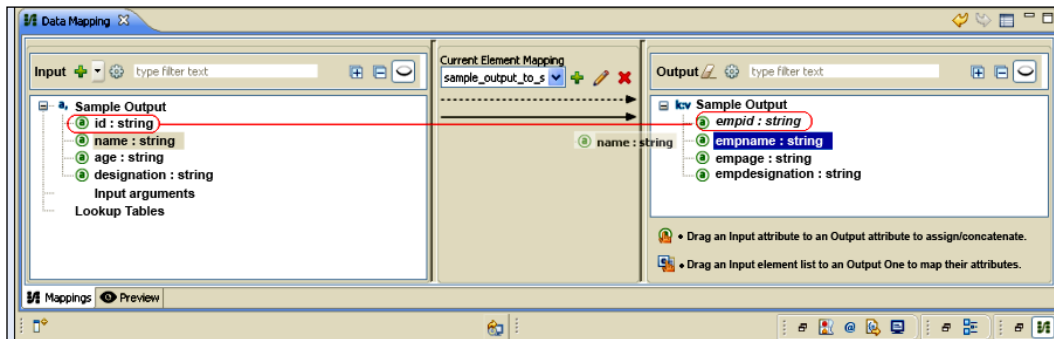 Data Mapping
Input type filter text
Sample Output
id : string
name : string
age : string
designation : string
Input arguments
Lookup Tables
Current Element Mapping
sample_output_to_s
name : string
Output type filter text
Sample Output
empid : string
empname : string
empage : string
empdesignation : string
• Drag an Input attribute to an Output attribute to assign/concatenate.
• Drag an Input element list to an Output One to map their attributes.
Mappings Preview